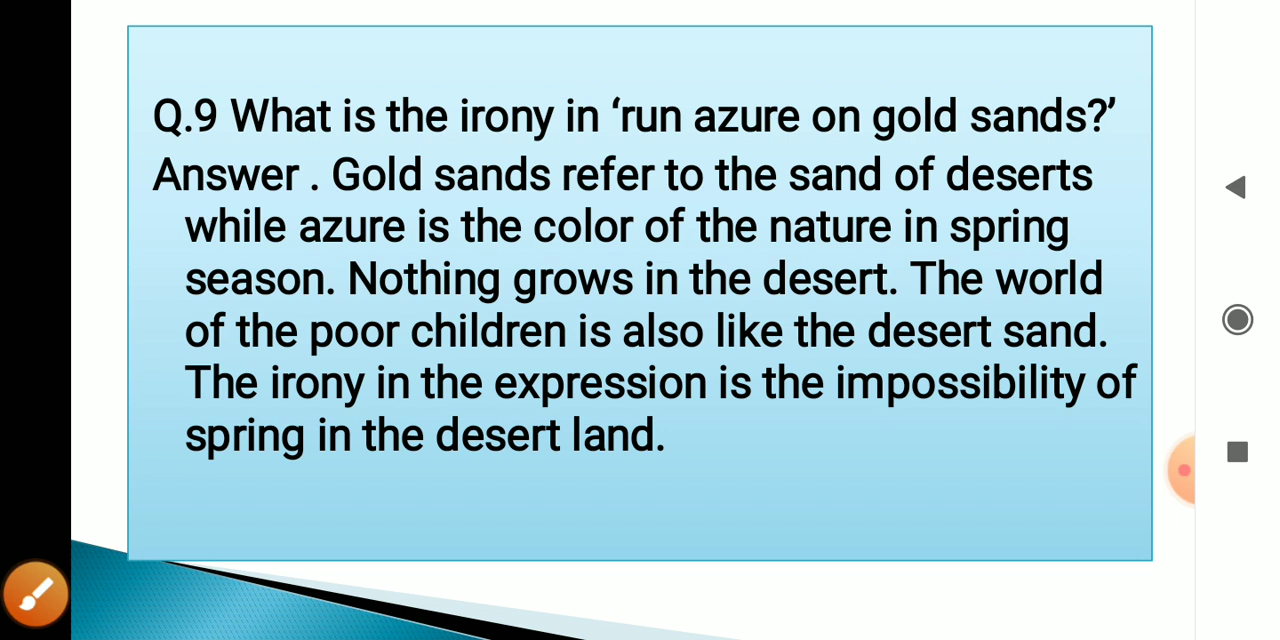 Q.9 What is the irony in ‘run azure on gold sands?’
Answer . Gold sands refer to the sand of deserts
while azure is the color of the nature in spring
season. Nothing grows in the desert. The world
of the poor children is also like the desert sand.
The irony in the expression is the impossibility of
spring in the desert land.